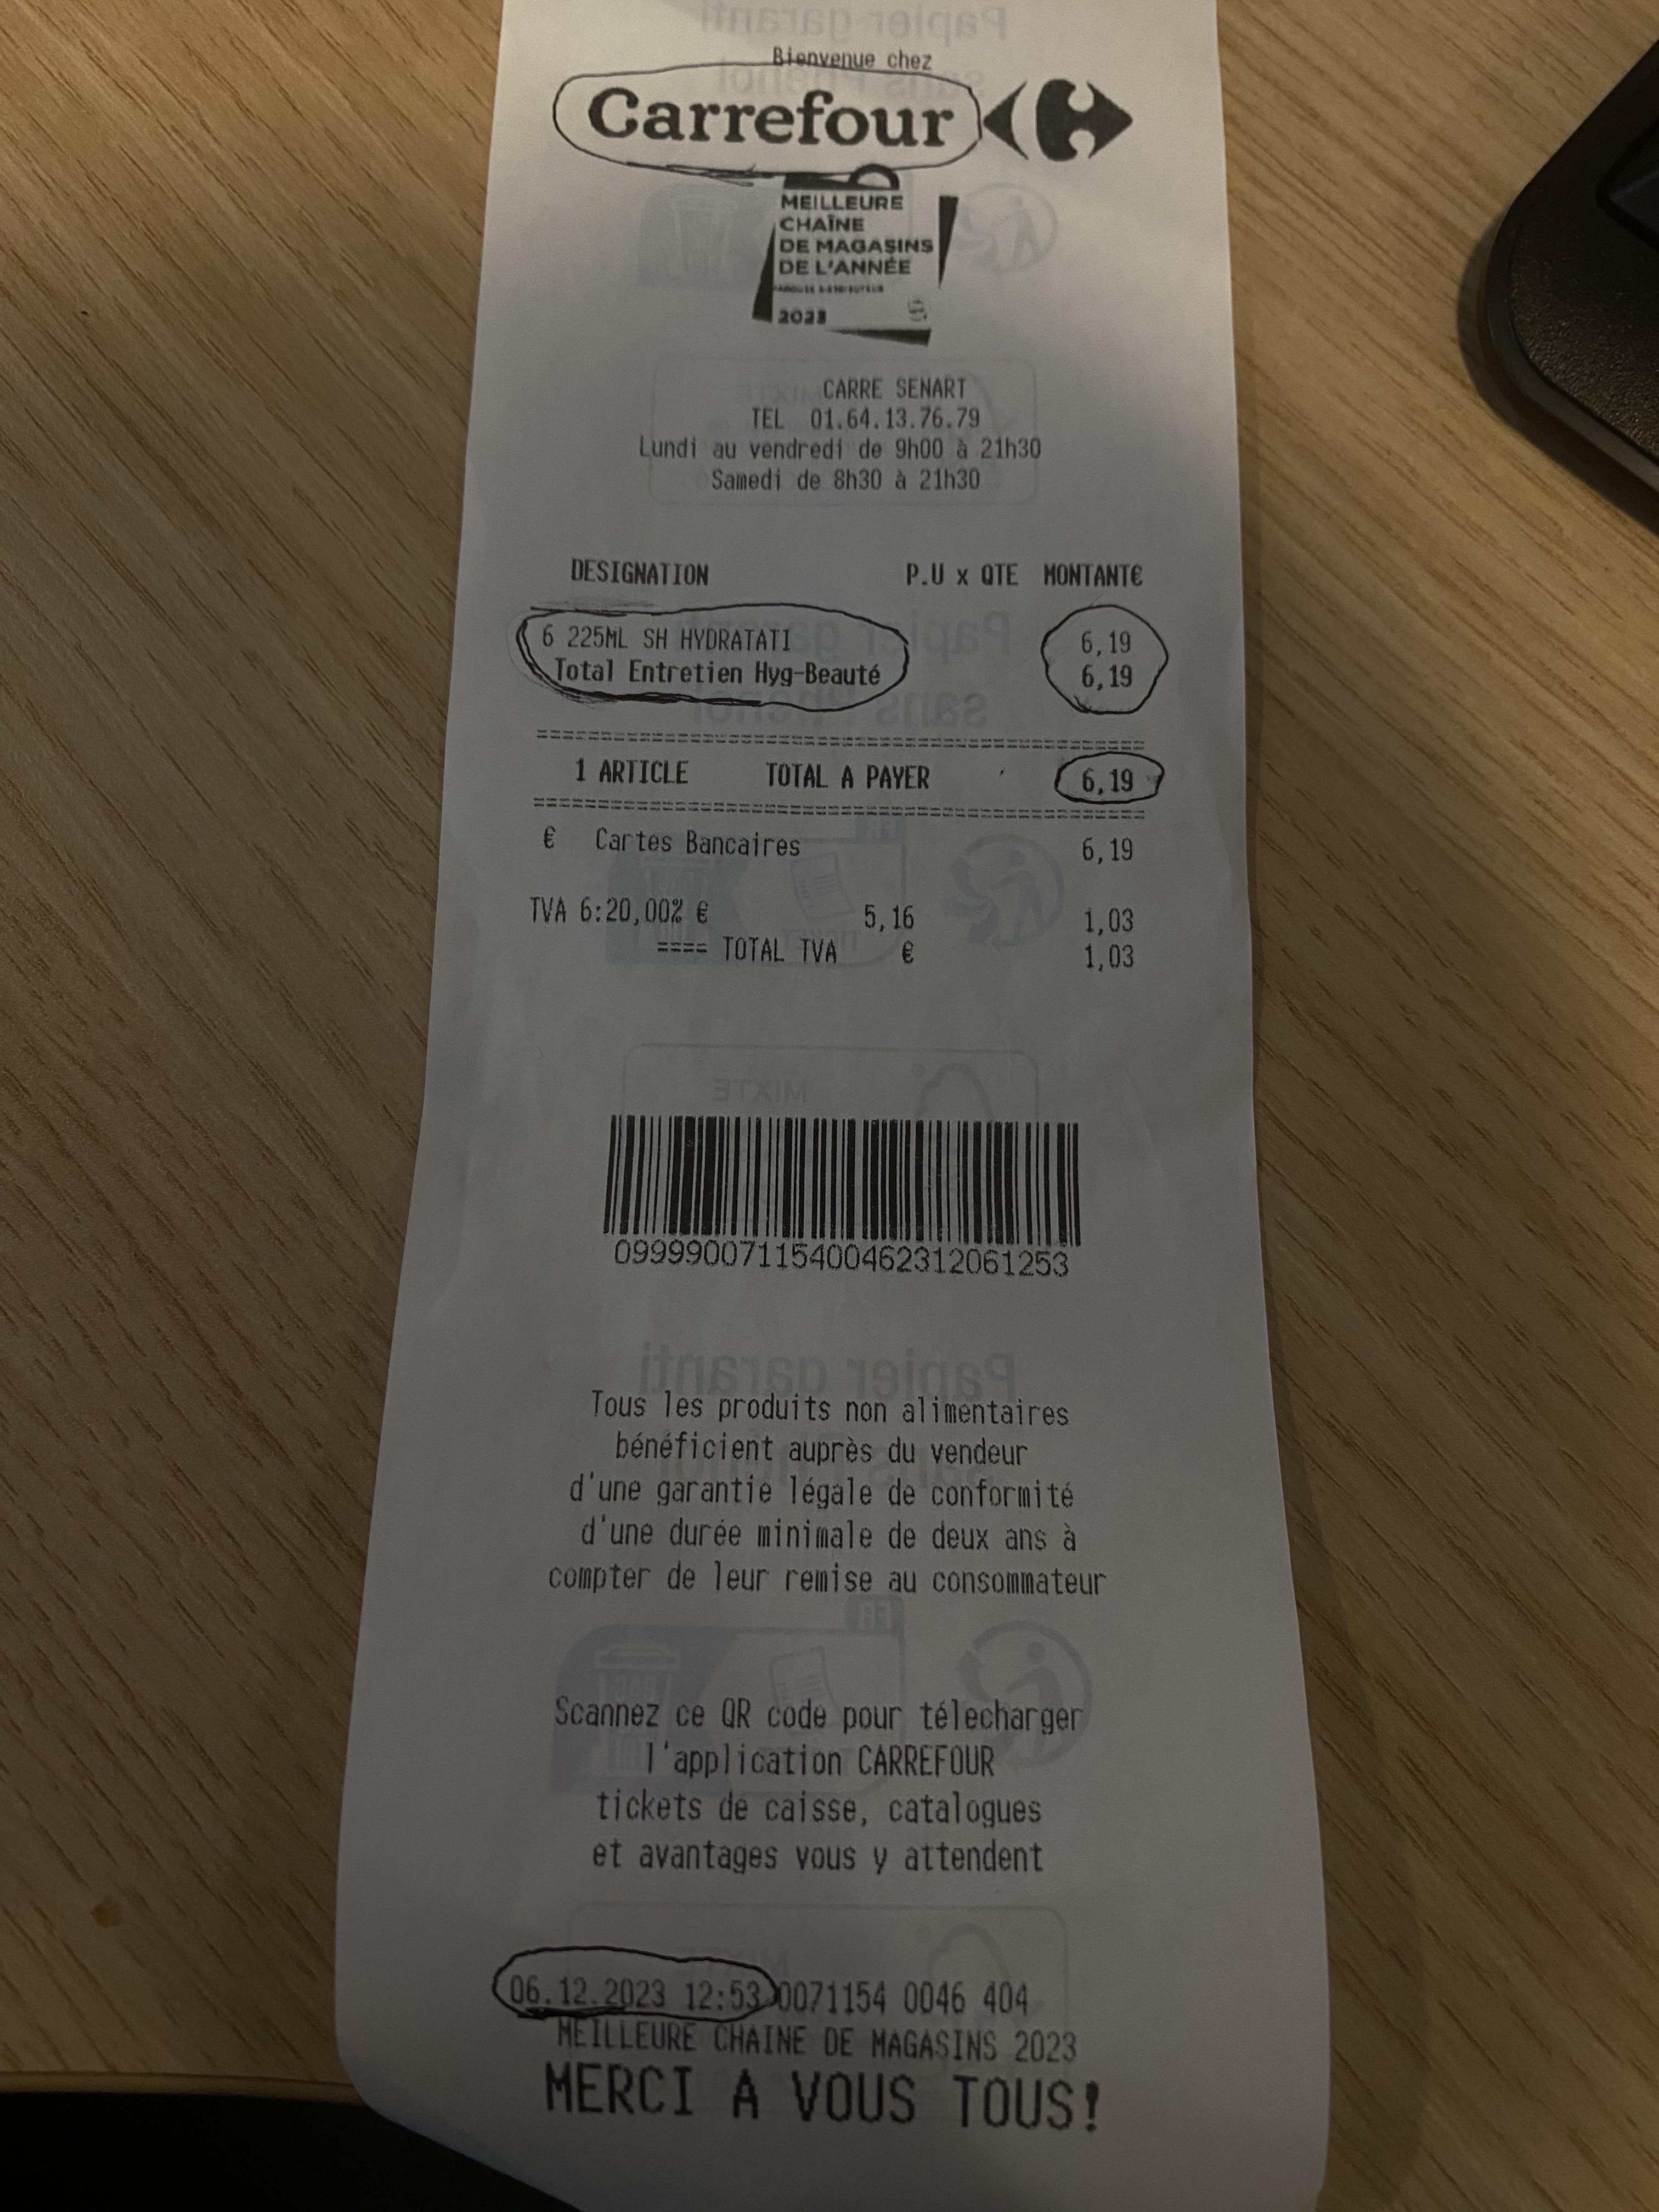 Bienvenue chez
Carrefour
MEILLEURE
CHAÎNE
DE MAGASINS
DE L'ANNÉE
2023
CARRE SENART
TEL 01.64.13.76.79
Lundi au vendredi de 9h00 à 21h30
Samedi de 8h30 à 21h30
DESIGNATION P.U x QTE MONTANT€
6 225ML SH HYDRATATI 6,19
Total Entretien Hyg-Beauté 6,19
1 ARTICLE TOTAL A PAYER 6,19
€ Cartes Bancaires 6,19
TVA 6:20,00% € 5,16 1,03
==== TOTAL TVA € 1,03
09999007115400462312061253
Tous les produits non alimentaires
bénéficient auprès du vendeur
d'une garantie légale de conformité
d'une durée minimale de deux ans à
compter de leur remise au consommateur
Scannez ce QR code pour télecharger
l'application CARREFOUR
tickets de caisse, catalogues
et avantages vous y attendent
06.12.2023 12:53 0071154 0046 404
MEILLEURE CHAINE DE MAGASINS 2023
MERCI A VOUS TOUS!